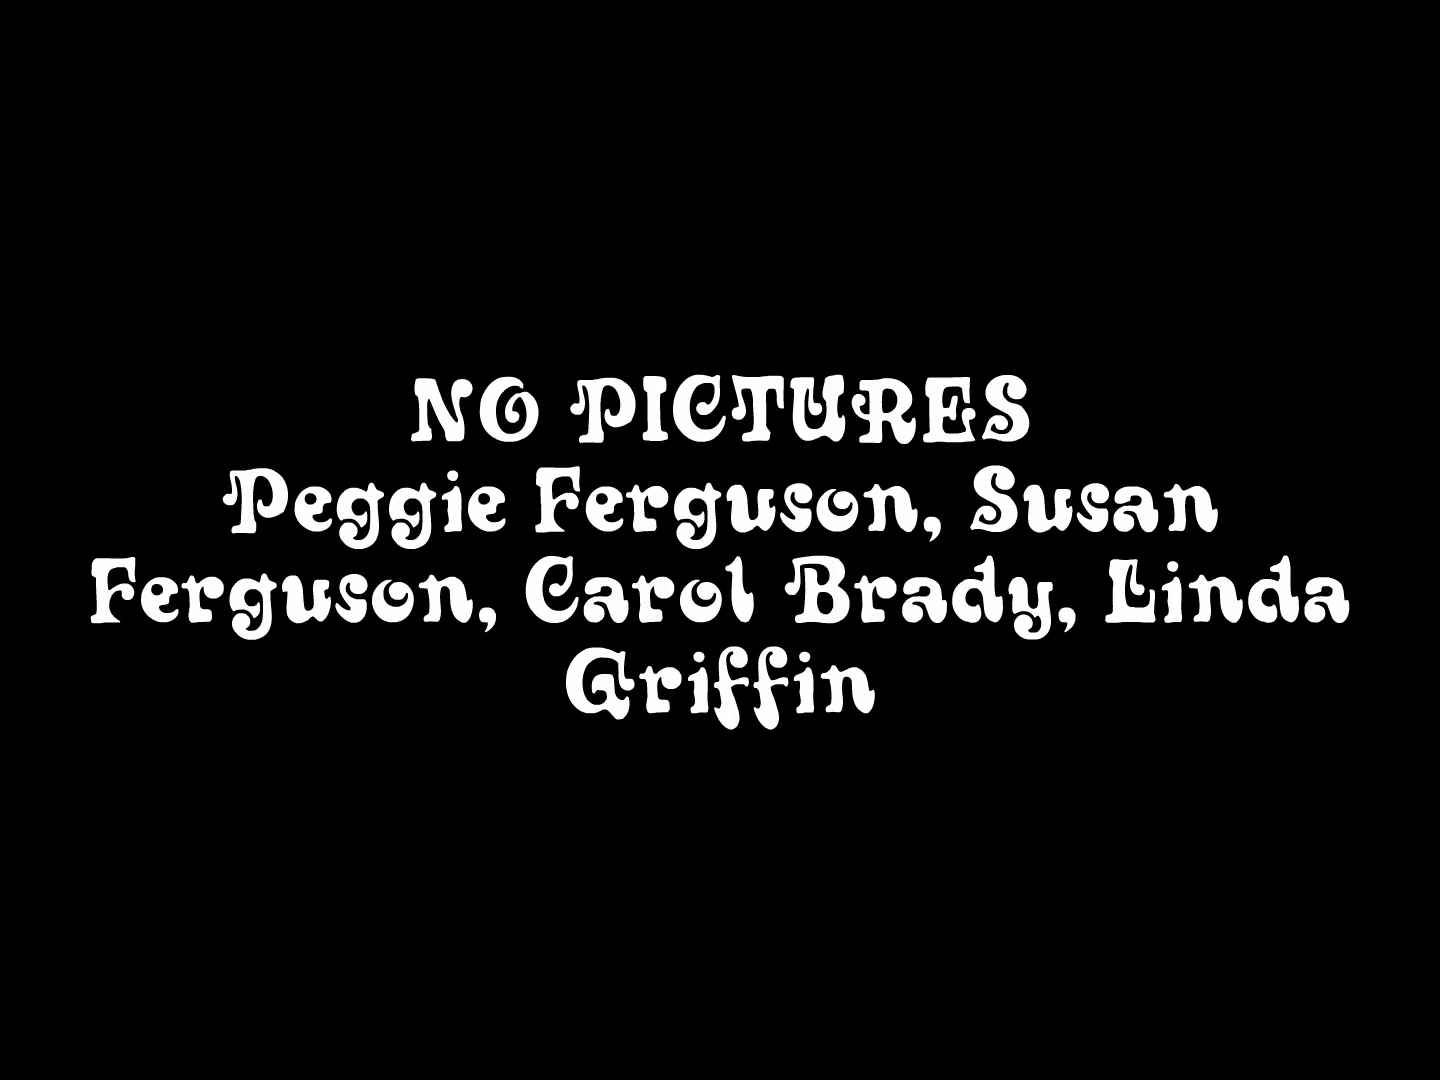 NO PICTURES
Peggie Ferguson, Susan
Ferguson, Carol Brady, Linda
Griffin